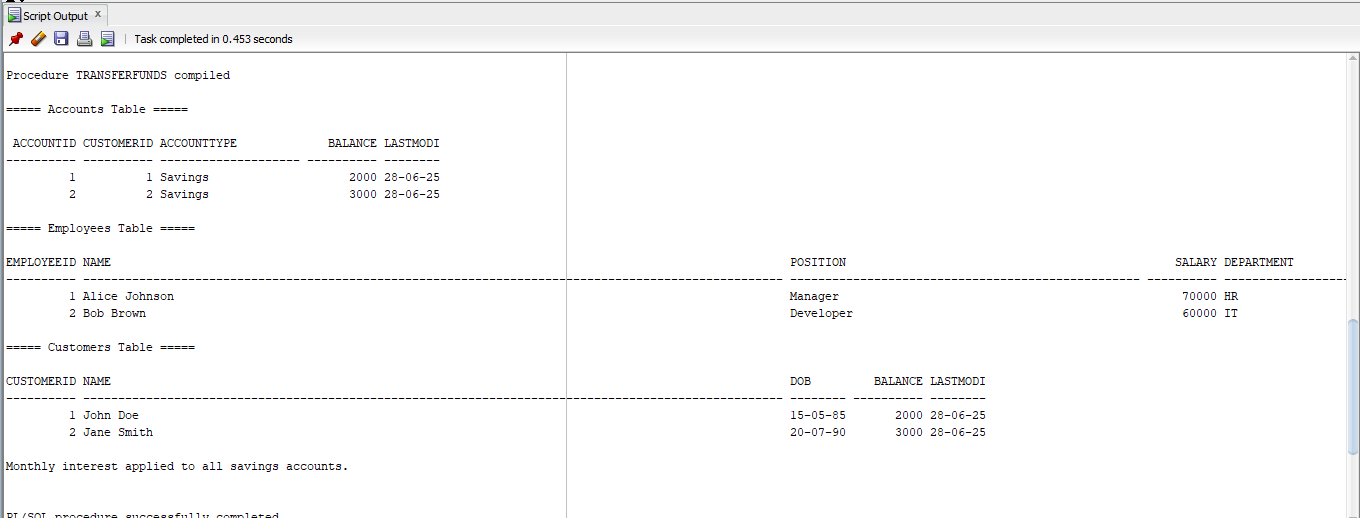 Script Output x
Task completed in 0.453 seconds
Procedure TRANSFERFUNDS compiled
===== Accounts Table =====
ACCOUNTID CUSTOMERID ACCOUNTTYPE BALANCE LASTMODI
---------- ---------- -------------------- ---------- --------
1 1 Savings 2000 28-06-25
2 2 Savings 3000 28-06-25
===== Employees Table =====
EMPLOYEEID NAME POSITION SALARY DEPARTMENT
---------- ---------------------------------------------------------------------------------------------------- -------------------------------------------------- ---------- ------------------
1 Alice Johnson Manager 70000 HR
2 Bob Brown Developer 60000 IT
===== Customers Table =====
CUSTOMERID NAME DOB BALANCE LASTMODI
---------- ---------------------------------------------------------------------------------------------------- -------- ---------- --------
1 John Doe 15-05-85 2000 28-06-25
2 Jane Smith 20-07-90 3000 28-06-25
Monthly interest applied to all savings accounts.
PL/SQL procedure successfully completed